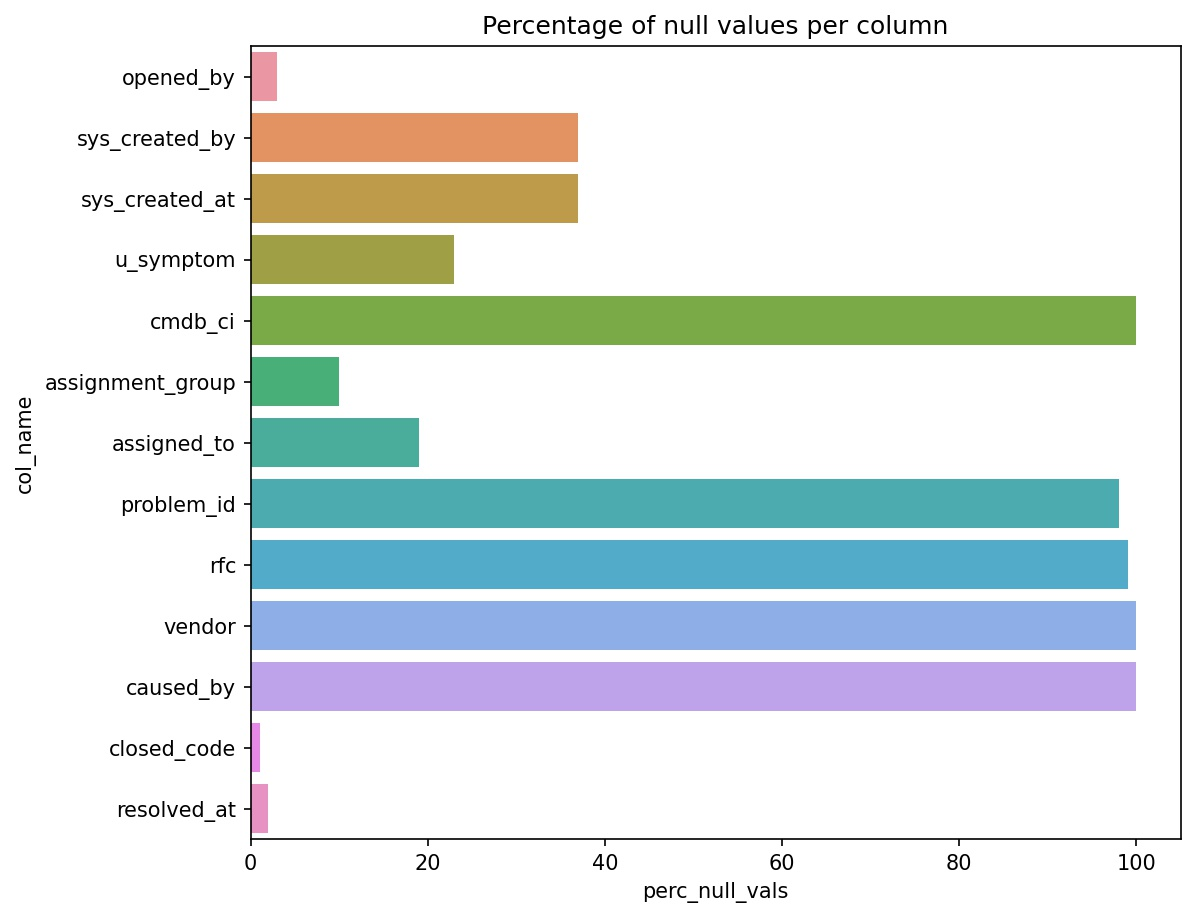 Percentage of null values per column
opened_by
sys_created_by
sys_created_at
u_symptom
cmdb_ci
assignment_group
assigned_to
problem_id
rfc
vendor
caused_by
closed_code
resolved_at
col_name
0 20 40 60 80 100
perc_null_vals